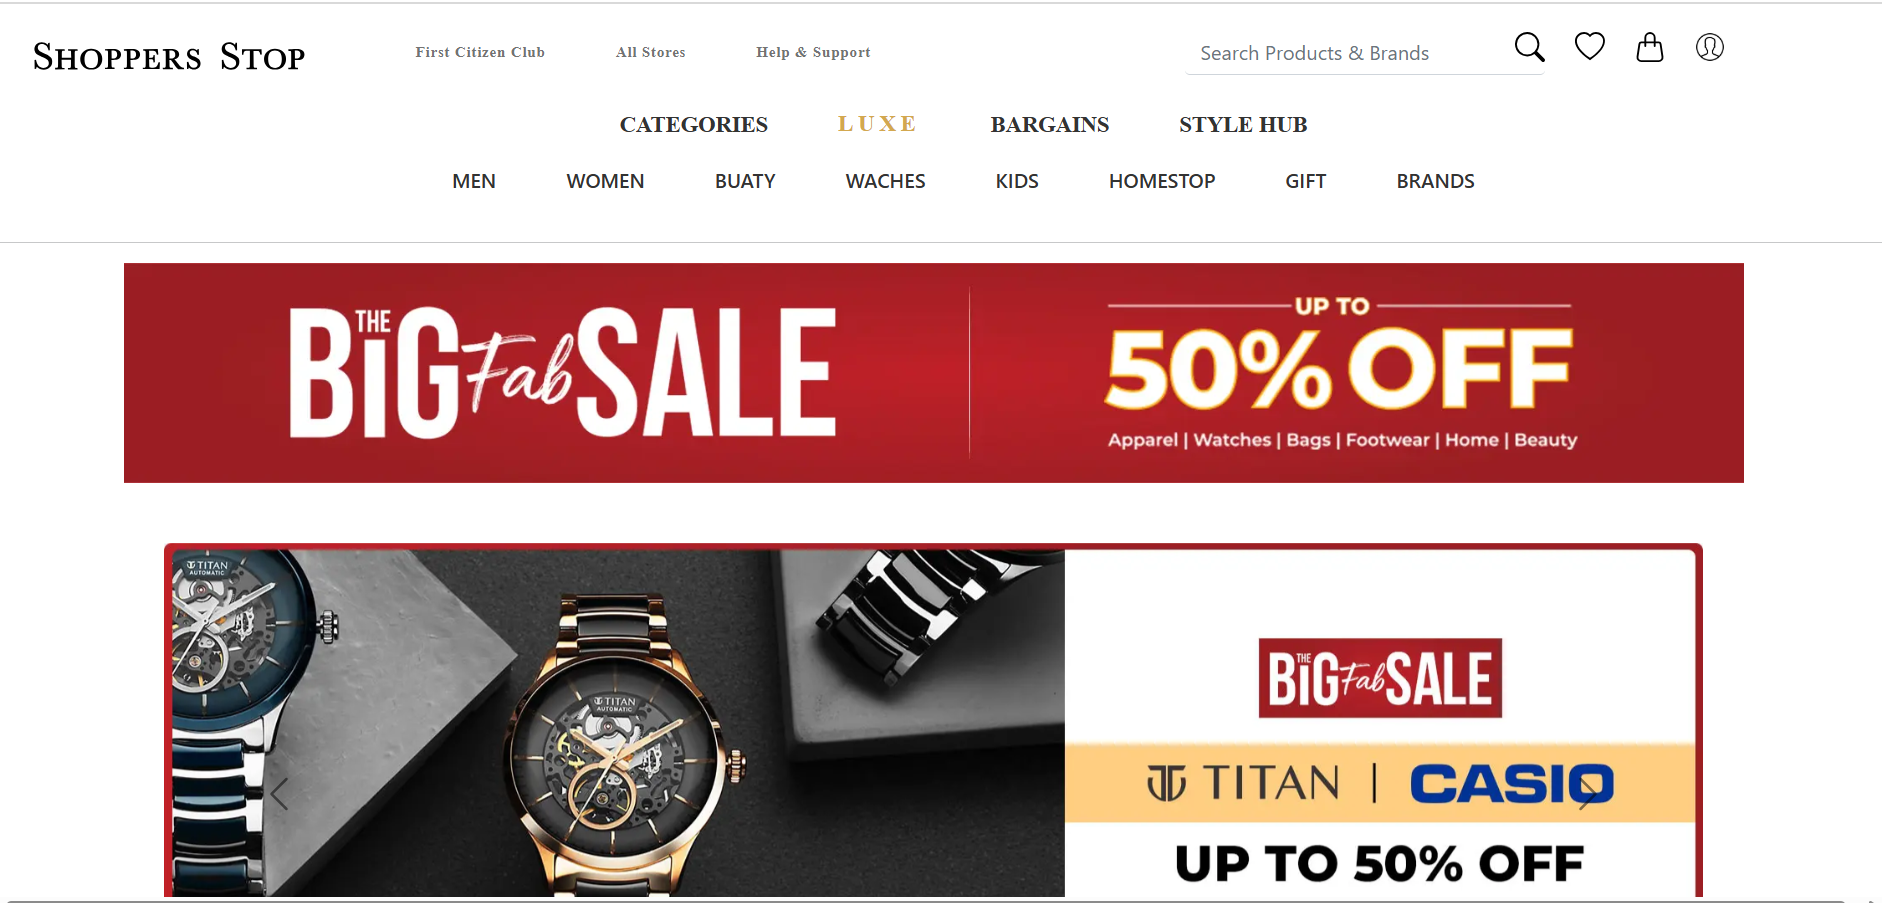 SHOPPERS STOP
First Citizen Club
All Stores
Help & Support
Search Products & Brands
CATEGORIES
LUXE
BARGAINS
STYLE HUB
MEN
WOMEN
BUATY
WACHES
KIDS
HOMESTOP
GIFT
BRANDS
THE BiG Fab SALE
UP TO
50% OFF
Apparel | Watches | Bags | Footwear | Home | Beauty
TITAN
AUTOMATIC
TITAN
AUTOMATIC
THE BiG Fab SALE
TITAN | CASIO
UP TO 50% OFF